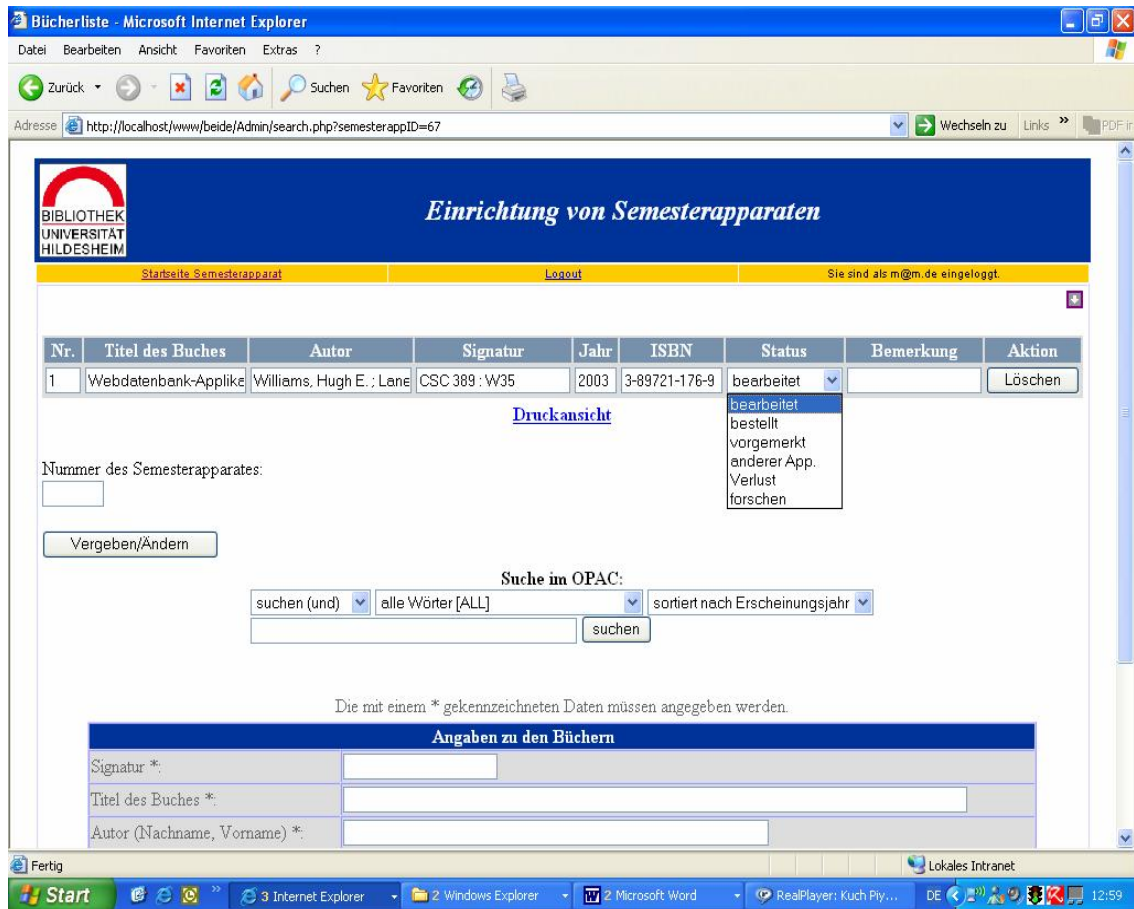 Bücherliste - Microsoft Internet Explorer
Datei Bearbeiten Ansicht Favoriten Extras ?
Zurück Suchen Favoriten
Adresse http://localhost/www/beide/Admin/search.php?semesterappID=67 Wechseln zu Links » PDF
BIBLIOTHEK
UNIVERSITÄT
HILDESHEIM
Einrichtung von Semesterapparaten
Startseite Semesterapparat Logout Sie sind als m@m.de eingeloggt.
Nr. Titel des Buches Autor Signatur Jahr ISBN Status Bemerkung Aktion
1 Webdatenbank-Applike Williams, Hugh E. ; Lane CSC 389 : W35 2003 3-89721-176-9 bearbeitet Löschen
Druckansicht
bearbeitet
bestellt
vorgemerkt
anderer App.
Verlust
forschen
Nummer des Semesterapparates:
Vergeben/Ändern
Suche im OPAC:
suchen (und) alle Wörter [ALL] sortiert nach Erscheinungsjahr
suchen
Die mit einem * gekennzeichneten Daten müssen angegeben werden.
Angaben zu den Büchern
Signatur *:
Titel des Buches *:
Autor (Nachname, Vorname) *:
Fertig Lokales Intranet
Start » 3 Internet Explorer 2 Windows Explorer 2 Microsoft Word RealPlayer: Kuch Piy... DE 12:59